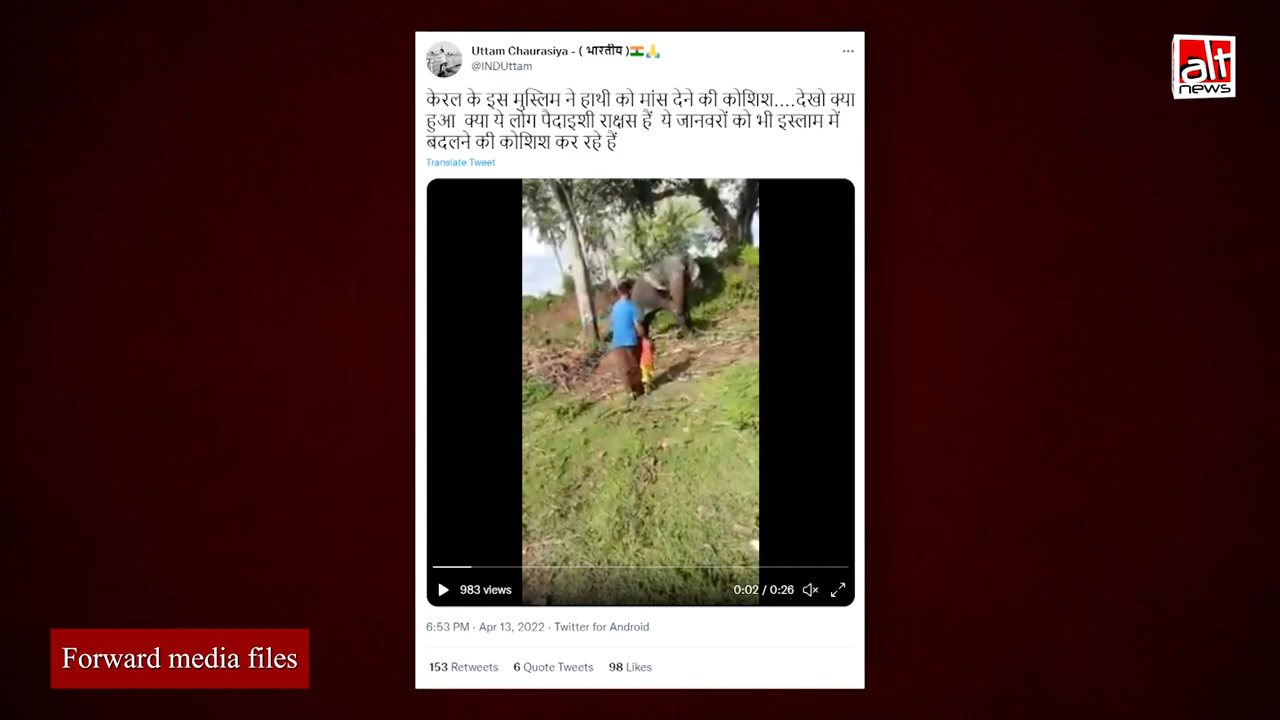 Uttam Chaurasiya - ( भारतीय )🇮🇳🙏
@INDUttam
केरल के इस मुस्लिम ने हाथी को मांस देने की कोशिश....देखो क्या
हुआ क्या ये लोग पैदाइशी राक्षस हैं ये जानवरों को भी इस्लाम में
बदलने की कोशिश कर रहे हैं
Translate Tweet
983 views
0:02 / 0:26
6:53 PM · Apr 13, 2022 · Twitter for Android
153 Retweets 6 Quote Tweets 98 Likes
Forward media files
alt
news